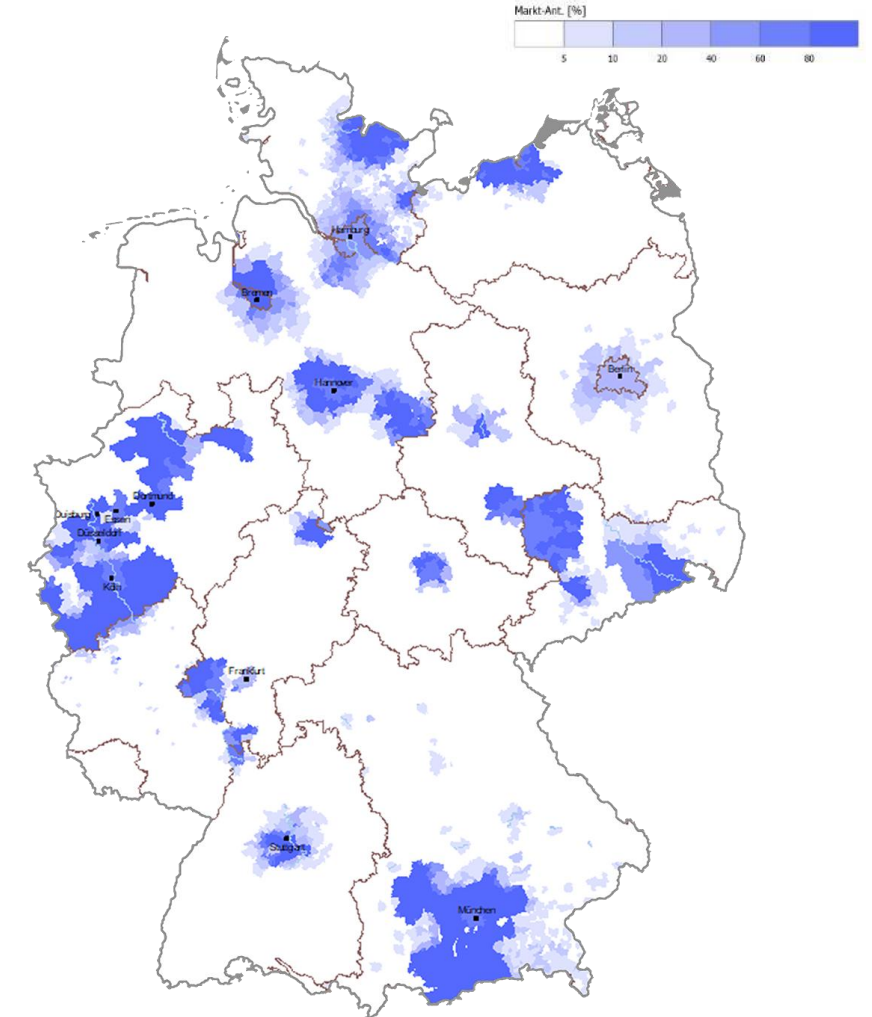 Markt-Ant. [%]
5 10 20 40 60 80
Hamburg
Bremen
Berlin
Hannover
Dortmund
Duisburg
Essen
Düsseldorf
Köln
Frankfurt
Stuttgart
München